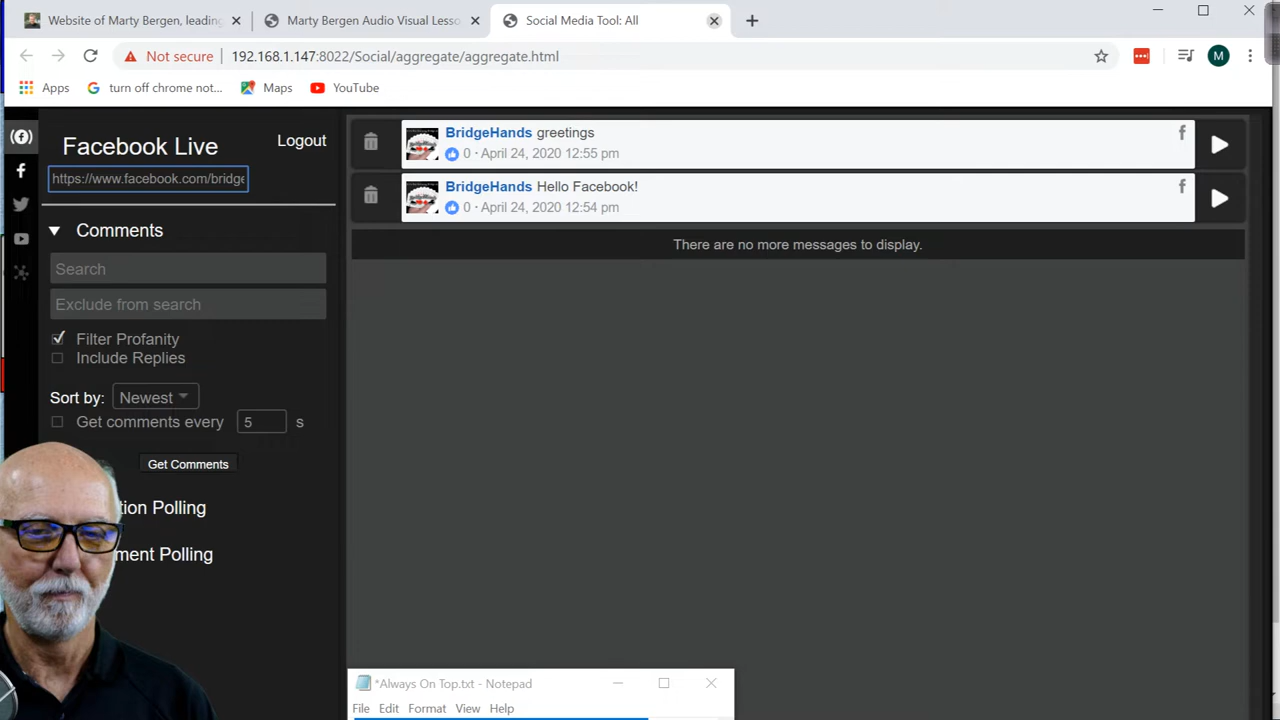 Website of Marty Bergen, leading
Marty Bergen Audio Visual Lesso
Social Media Tool: All
Not secure 192.168.1.147:8022/Social/aggregate/aggregate.html
M
Apps
turn off chrome not...
Maps
YouTube
Facebook Live
Logout
https://www.facebook.com/bridge
Comments
Search
Exclude from search
Filter Profanity
Include Replies
Sort by: Newest
Get comments every 5 s
Get Comments
tion Polling
ment Polling
BridgeHands greetings
0 · April 24, 2020 12:55 pm
BridgeHands Hello Facebook!
0 · April 24, 2020 12:54 pm
There are no more messages to display.
*Always On Top.txt - Notepad
File Edit Format View Help